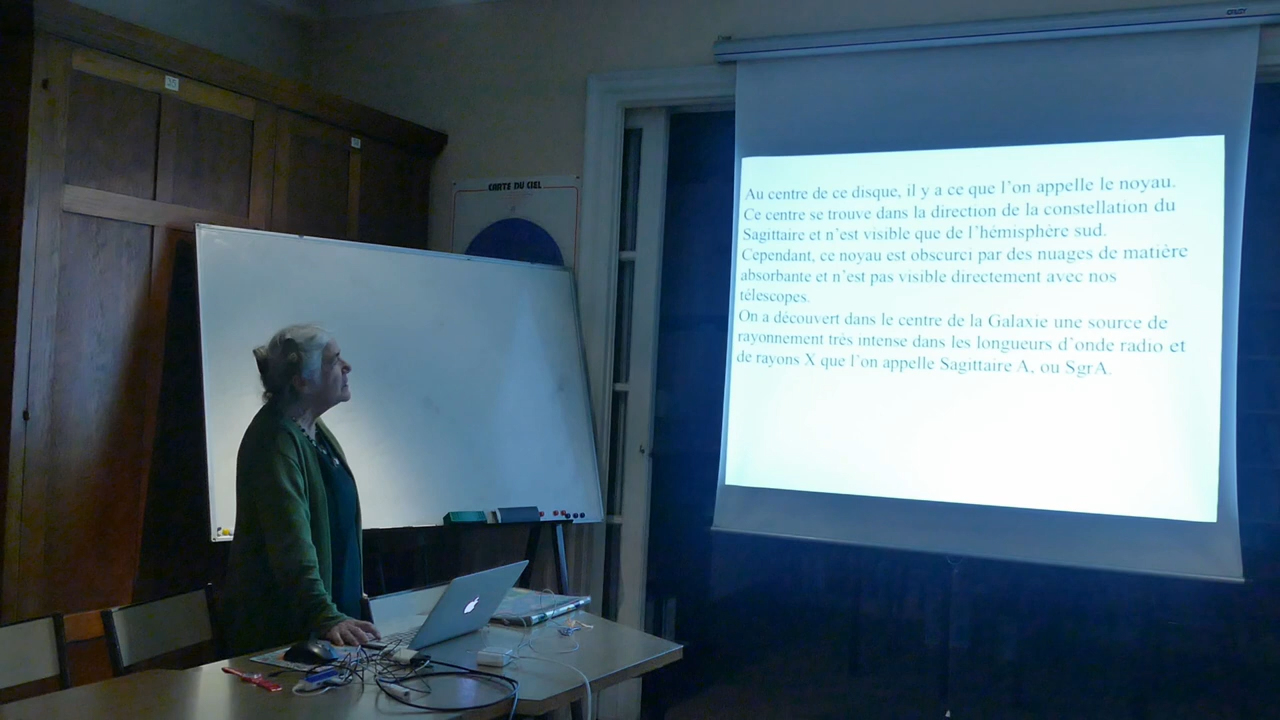 CARTE DU CIEL
Au centre de ce disque, il y a ce que l'on appelle le noyau.
Ce centre se trouve dans la direction de la constellation du
Sagittaire et n'est visible que de l'hémisphère sud.
Cependant, ce noyau est obscurci par des nuages de matière
absorbante et n'est pas visible directement avec nos
télescopes.
On a découvert dans le centre de la Galaxie une source de
rayonnement très intense dans les longueurs d'onde radio et
de rayons X que l'on appelle Sagittaire A, ou SgrA.